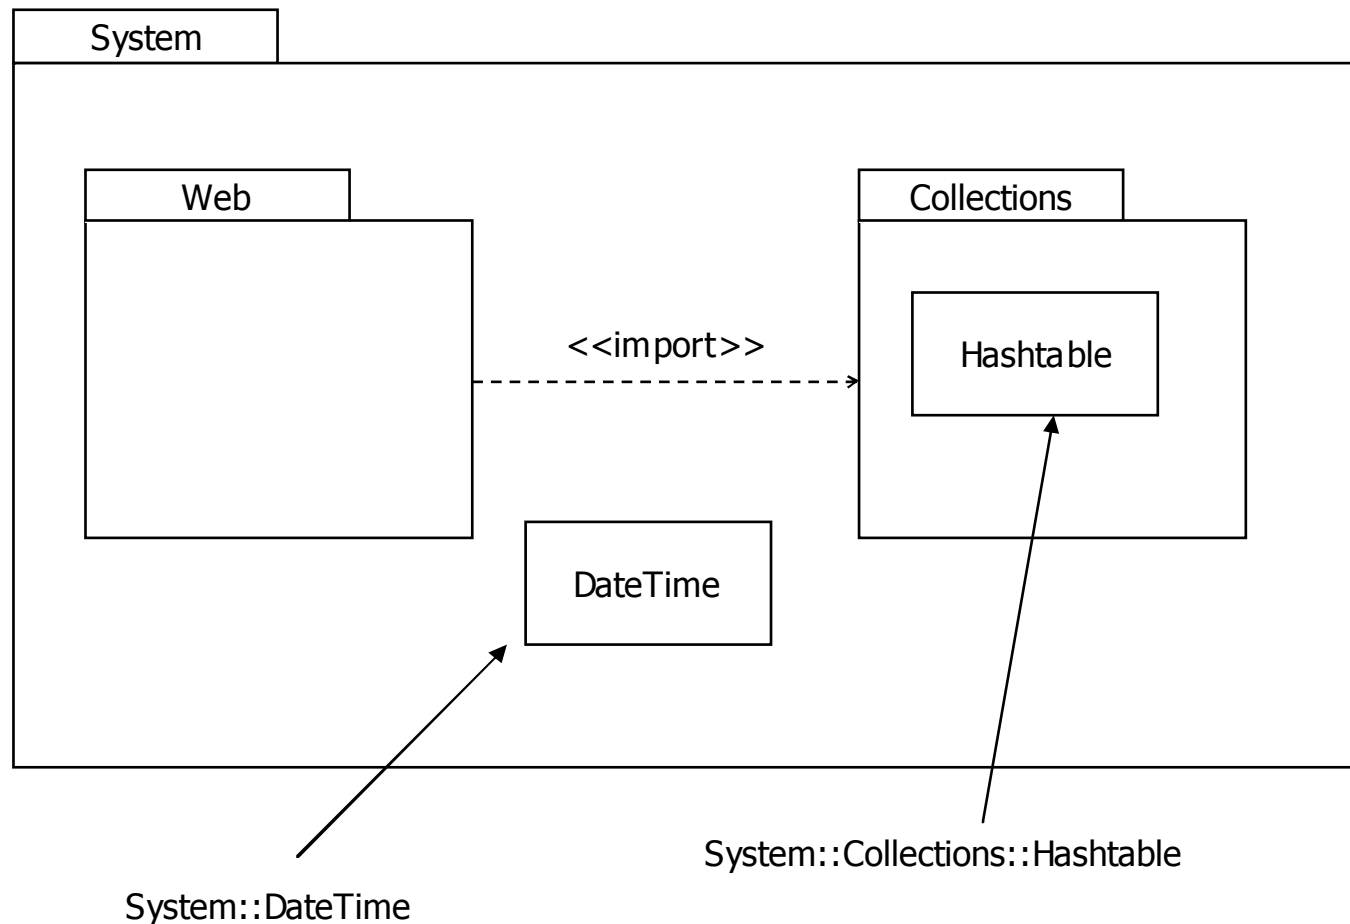 System
Web
Collections
<<import>>
Hashtable
DateTime
System::Collections::Hashtable
System::DateTime